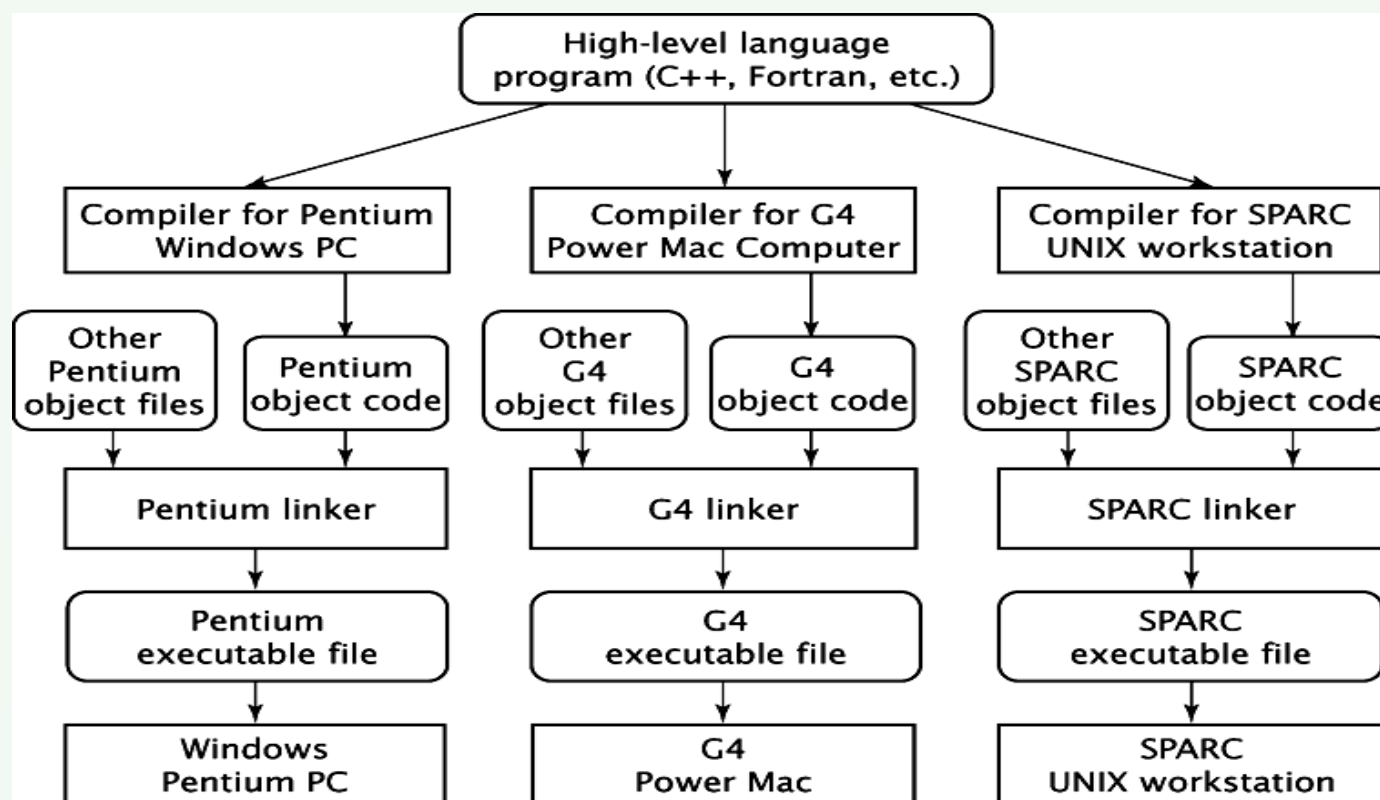 High-level language
program (C++, Fortran, etc.)
Compiler for Pentium
Windows PC
Compiler for G4
Power Mac Computer
Compiler for SPARC
UNIX workstation
Other
Pentium
object files
Pentium
object code
Other
G4
object files
G4
object code
Other
SPARC
object files
SPARC
object code
Pentium linker
G4 linker
SPARC linker
Pentium
executable file
G4
executable file
SPARC
executable file
Windows
Pentium PC
G4
Power Mac
SPARC
UNIX workstation